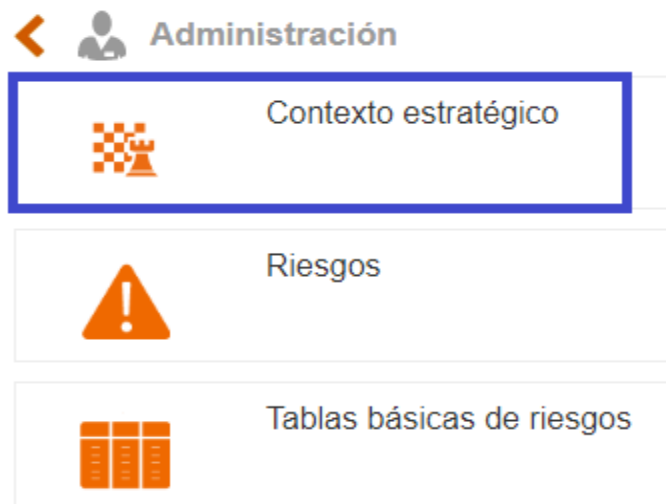 Administración
Contexto estratégico
Riesgos
Tablas básicas de riesgos